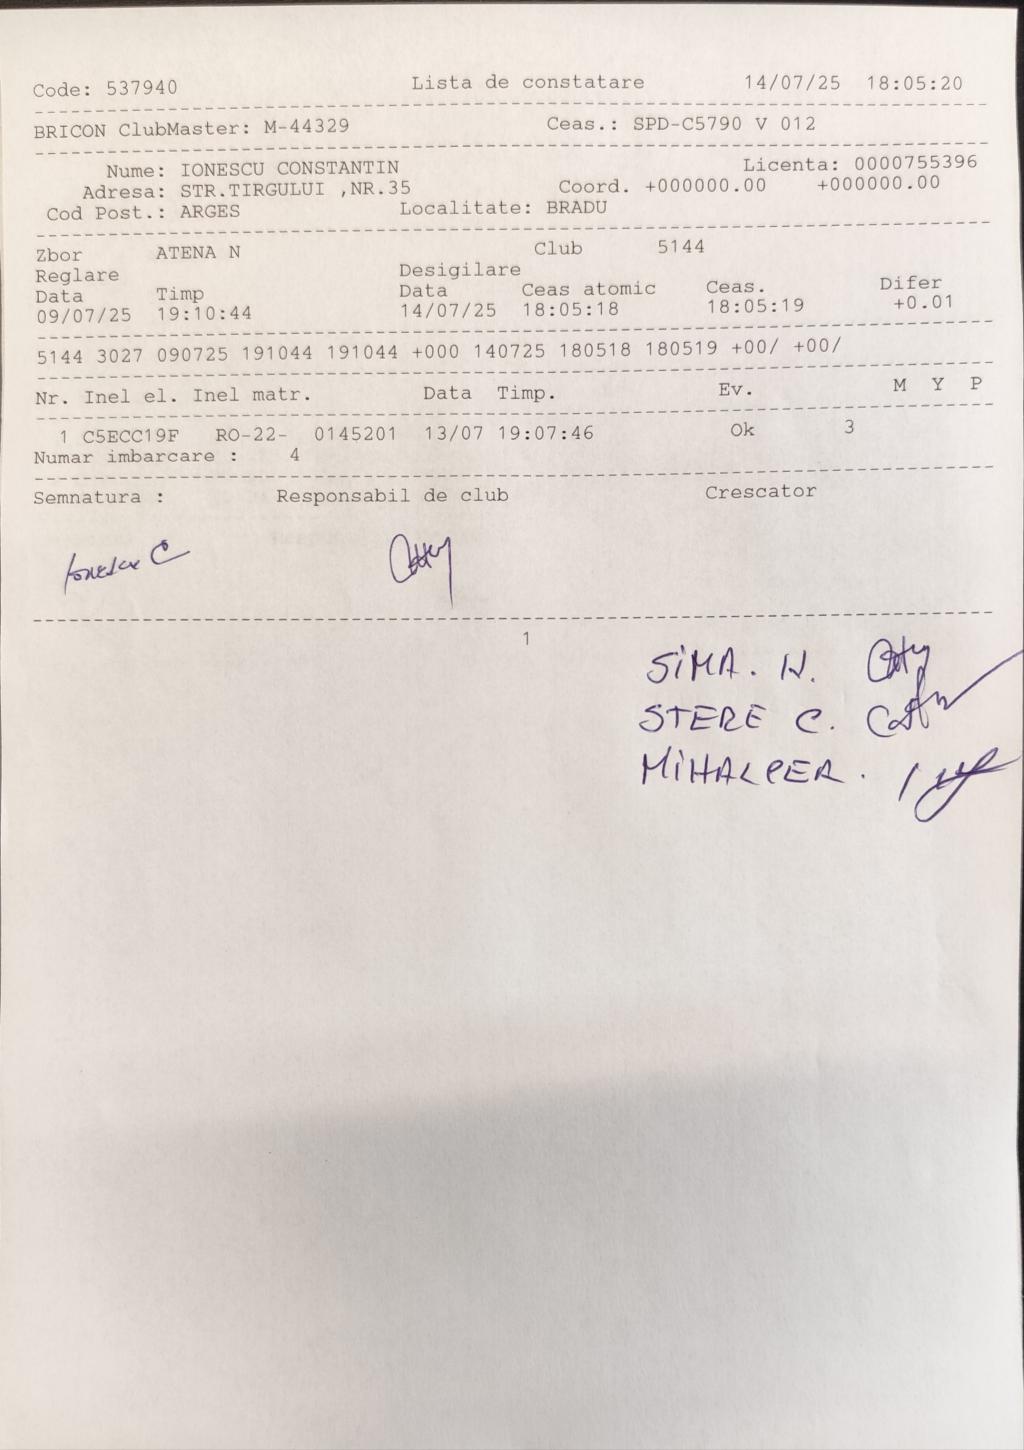 Code: 537940 Lista de constatare 14/07/25 18:05:20
BRICON ClubMaster: M-44329 Ceas.: SPD-C5790 V 012
Nume: IONESCU CONSTANTIN Licenta: 0000755396
Adresa: STR.TIRGULUI ,NR.35 Coord. +000000.00 +000000.00
Cod Post.: ARGES Localitate: BRADU
Zbor ATENA N Club 5144
Reglare Desigilare
Data Timp Data Ceas atomic Ceas. Difer
09/07/25 19:10:44 14/07/25 18:05:18 18:05:19 +0.01
5144 3027 090725 191044 191044 +000 140725 180518 180519 +00/ +00/
Nr. Inel el. Inel matr. Data Timp. Ev. M Y P
1 C5ECC19F RO-22- 0145201 13/07 19:07:46 Ok 3
Numar imbarcare : 4
Semnatura : Responsabil de club Crescator
Ionescu C
1
SIMA. N.
STERE C.